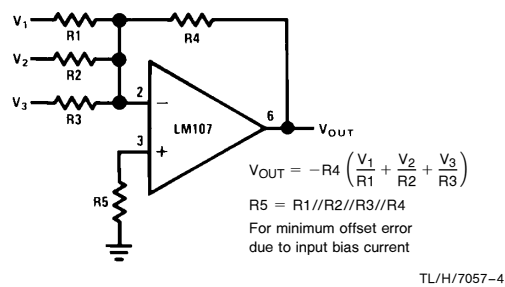 V1 R1 R4
V2 R2
V3 R3
2 − 6
LM107 VOUT
3 +
R5
VOUT = −R4 (V1/R1 + V2/R2 + V3/R3)
R5 = R1//R2//R3//R4
For minimum offset error
due to input bias current
TL/H/7057–4